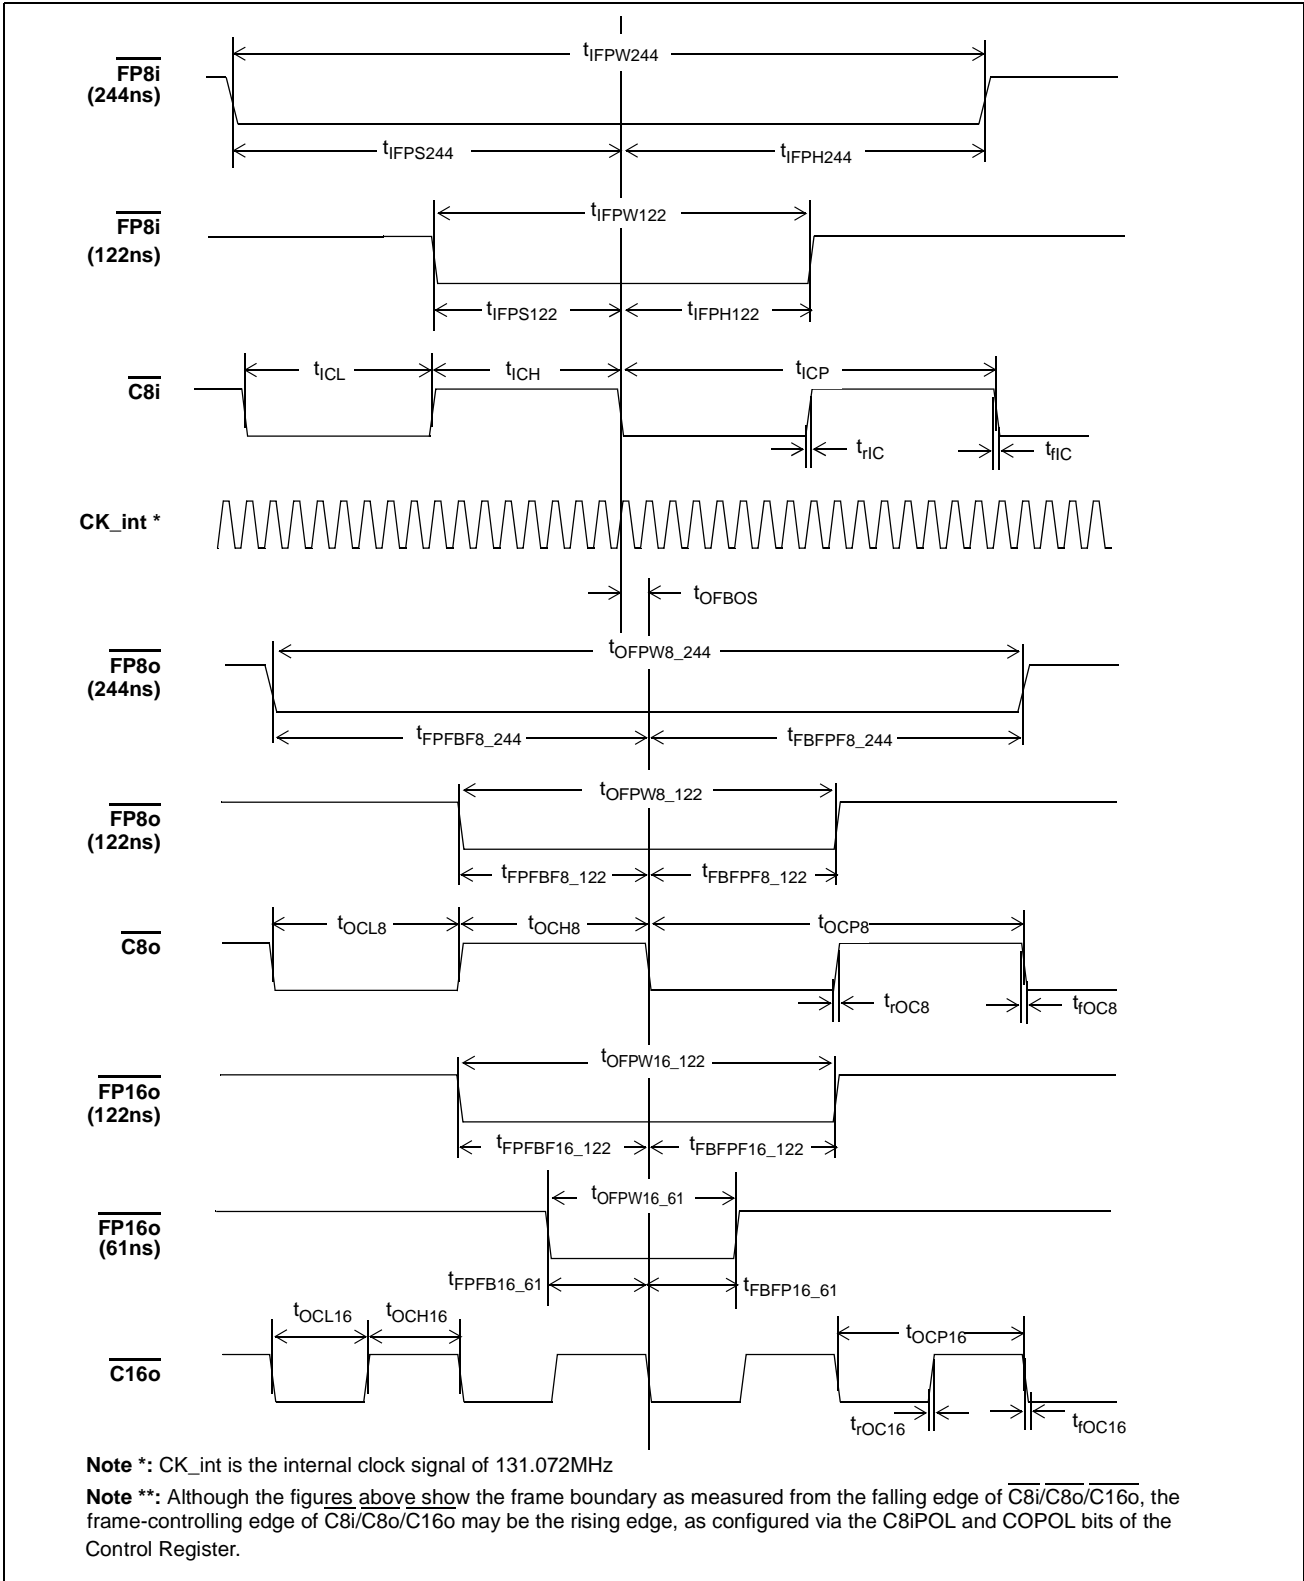 tIFPW244
FP8i
(244ns)
tIFPS244
tIFPH244
tIFPW122
FP8i
(122ns)
tIFPS122
tIFPH122
tICL
tICH
tICP
C8i
trIC
tfIC
CK_int *
tOFBOS
tOFPW8_244
FP8o
(244ns)
tFPFBF8_244
tFBFPF8_244
tOFPW8_122
FP8o
(122ns)
tFPFBF8_122
tFBFPF8_122
tOCL8
tOCH8
tOCP8
C8o
trOC8
tfOC8
tOFPW16_122
FP16o
(122ns)
tFPFBF16_122
tFBFPF16_122
tOFPW16_61
FP16o
(61ns)
tFPFB16_61
tFBFP16_61
tOCL16
tOCH16
tOCP16
C16o
trOC16
tfOC16
Note *: CK_int is the internal clock signal of 131.072MHz
Note **: Although the figures above show the frame boundary as measured from the falling edge of C8i/C8o/C16o, the
frame-controlling edge of C8i/C8o/C16o may be the rising edge, as configured via the C8iPOL and COPOL bits of the
Control Register.